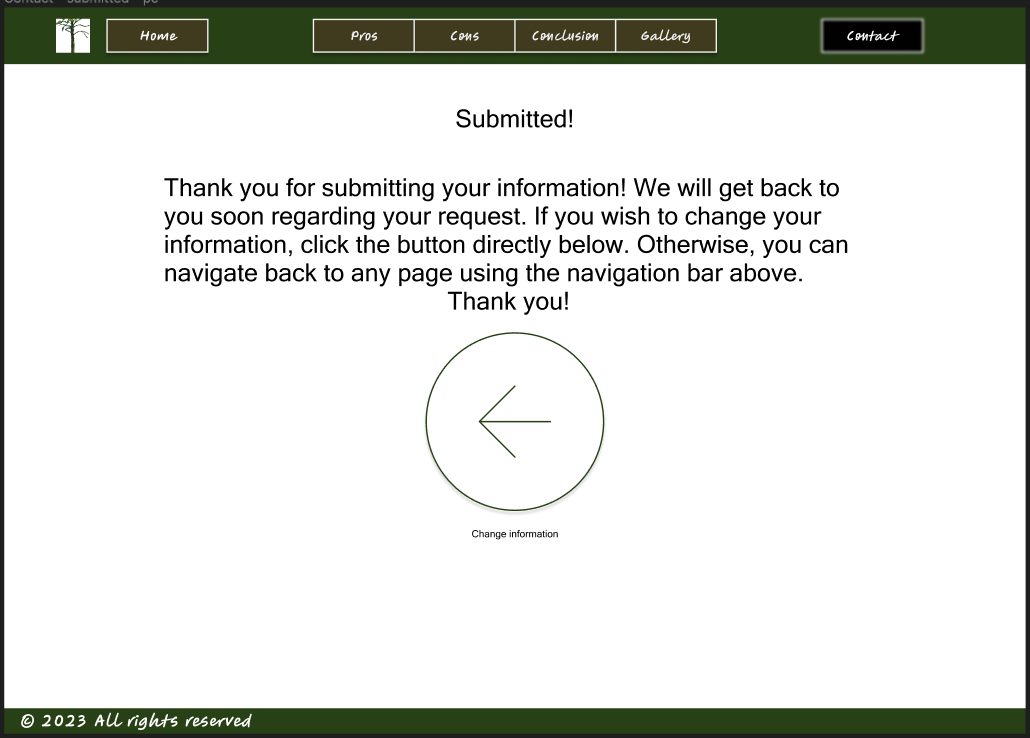 Contact - submitted - pc
Home
Pros
Cons
Conclusion
Gallery
Contact
Submitted!
Thank you for submitting your information! We will get back to
you soon regarding your request. If you wish to change your
information, click the button directly below. Otherwise, you can
navigate back to any page using the navigation bar above.
Thank you!
Change information
© 2023 All rights reserved